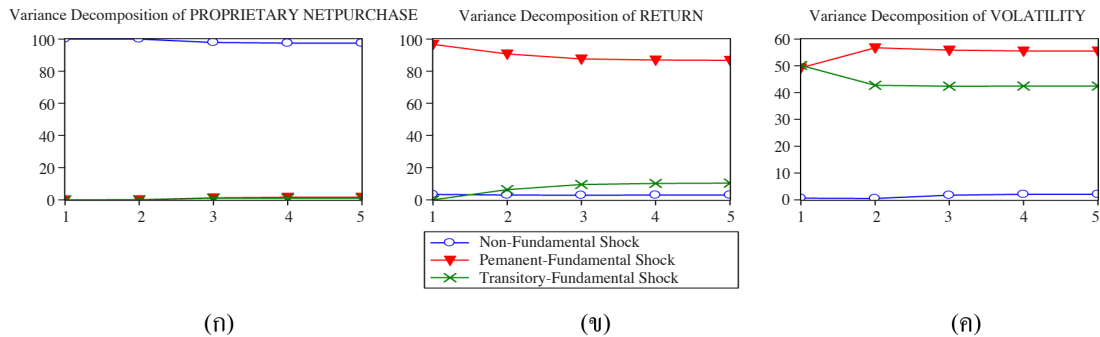 Variance Decomposition of PROPRIETARY NETPURCHASE
100
80
60
40
20
0
1 2 3 4 5
Variance Decomposition of RETURN
100
80
60
40
20
0
1 2 3 4 5
Variance Decomposition of VOLATILITY
60
50
40
30
20
10
0
1 2 3 4 5
Non-Fundamental Shock
Pemanent-Fundamental Shock
Transitory-Fundamental Shock
(ก)
(ข)
(ค)